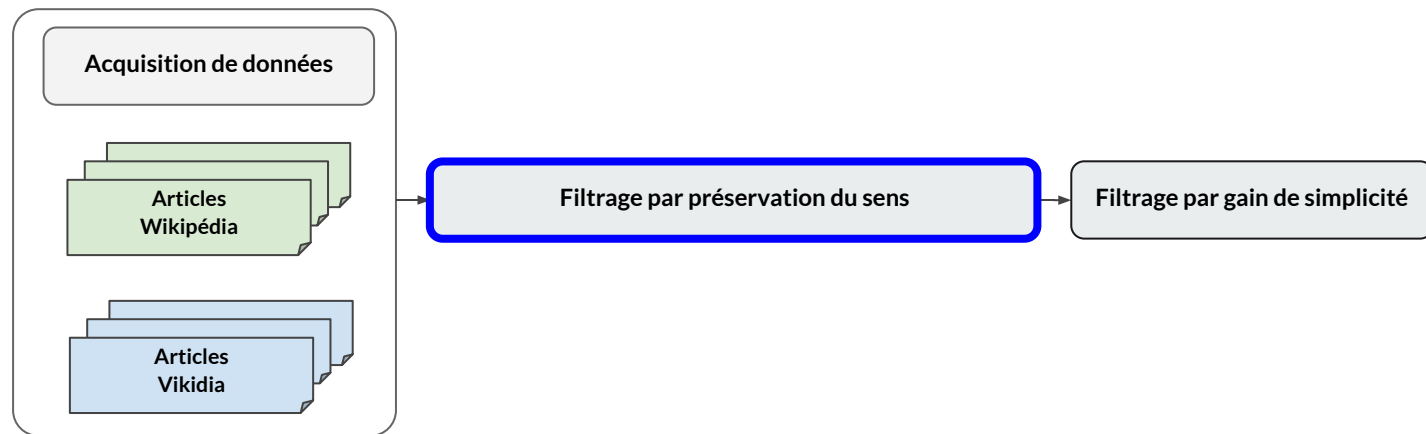 Acquisition de données
Articles
Wikipédia
Articles
Vikidia
Filtrage par préservation du sens
Filtrage par gain de simplicité